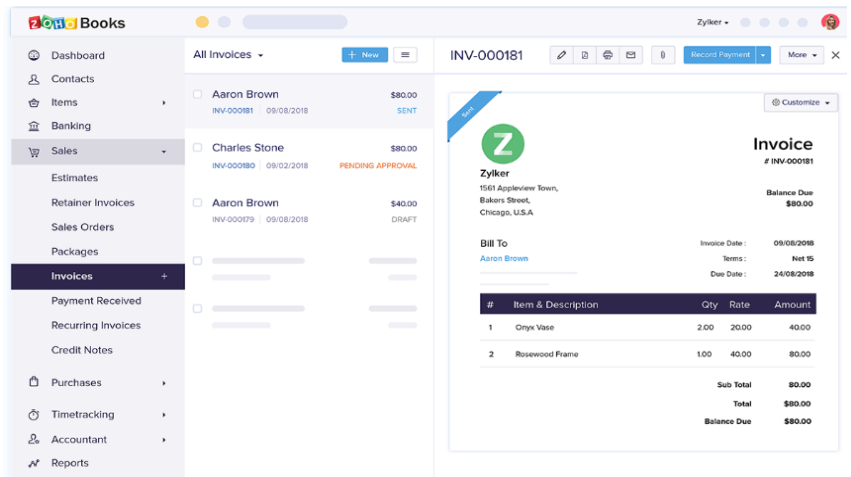 ZOHO Books
Zylker
Dashboard
Contacts
Items
Banking
Sales
Estimates
Retainer Invoices
Sales Orders
Packages
Invoices +
Payment Received
Recurring Invoices
Credit Notes
Purchases
Timetracking
Accountant
Reports
All Invoices
+ New
Aaron Brown $80.00
INV-000181 09/08/2018 SENT
Charles Stone $80.00
INV-000180 09/02/2018 PENDING APPROVAL
Aaron Brown $40.00
INV-000179 09/08/2018 DRAFT
INV-000181
Record Payment
More
Customize
Sent
Z
Zylker
1561 Appleview Town,
Bakers Street,
Chicago, U.S.A
Invoice
# INV-000181
Balance Due
$80.00
Bill To
Aaron Brown
Invoice Date : 09/08/2018
Terms : Net 15
Due Date : 24/08/2018
# Item & Description Qty Rate Amount
1 Onyx Vase 2.00 20.00 40.00
2 Rosewood Frame 1.00 40.00 80.00
Sub Total 80.00
Total $80.00
Balance Due $80.00